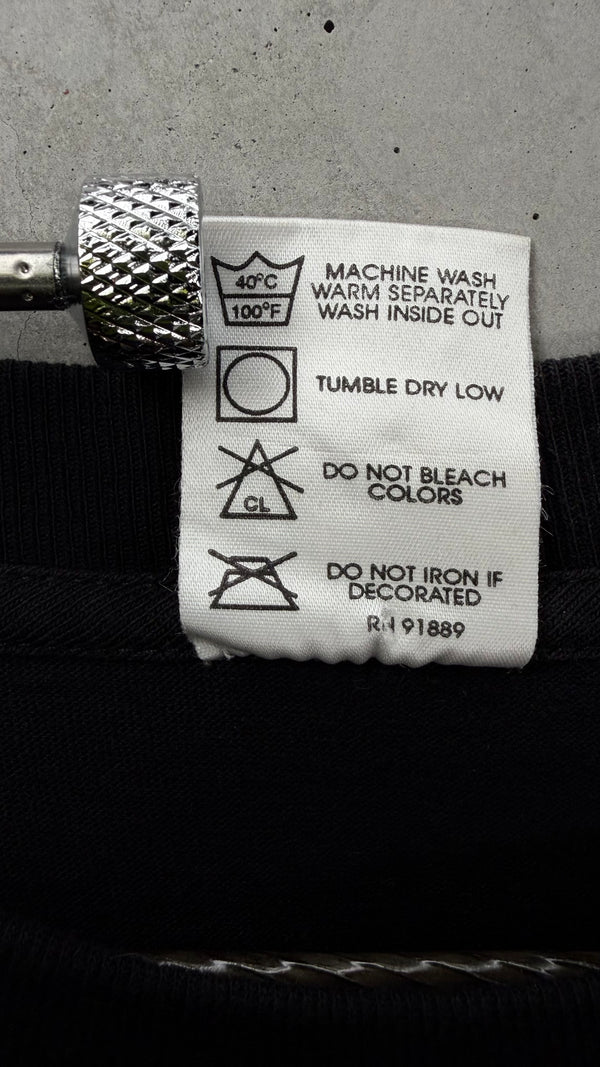 40°C
100°F
MACHINE WASH
WARM SEPARATELY
WASH INSIDE OUT
TUMBLE DRY LOW
CL
DO NOT BLEACH
COLORS
DO NOT IRON IF
DECORATED
RN 91889